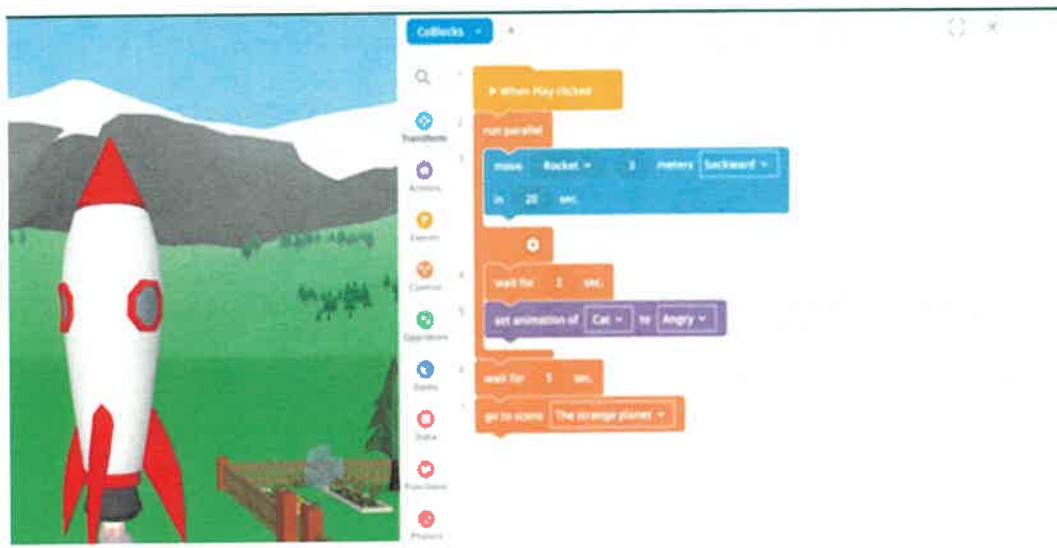 CoBlocks
When Play clicked
Transform
run parallel
move Rocket 3 meters backward
in 20 sec.
Actions
Events
Control
wait for 2 sec.
set animation of Cat to Angry
Operators
Items
wait for 5 sec.
go to scene The strange planet
Data
Functions
Physics